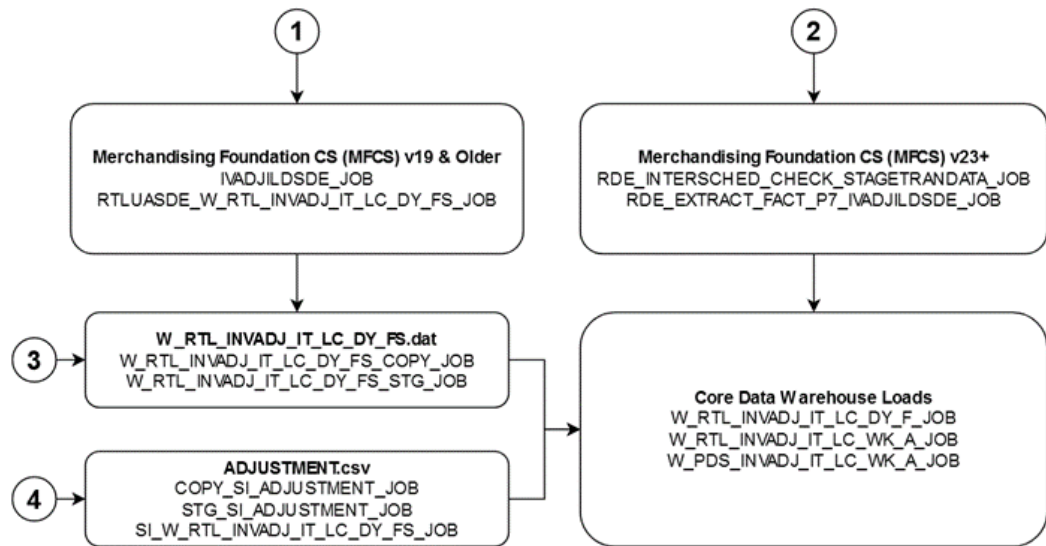 1
2
Merchandising Foundation CS (MFCS) v19 & Older
IVADJILDSDE_JOB
RTLUASDE_W_RTL_INVADJ_IT_LC_DY_FS_JOB
Merchandising Foundation CS (MFCS) v23+
RDE_INTERSCHED_CHECK_STAGETRANDATA_JOB
RDE_EXTRACT_FACT_P7_IVADJILDSDE_JOB
3
W_RTL_INVADJ_IT_LC_DY_FS.dat
W_RTL_INVADJ_IT_LC_DY_FS_COPY_JOB
W_RTL_INVADJ_IT_LC_DY_FS_STG_JOB
4
ADJUSTMENT.csv
COPY_SI_ADJUSTMENT_JOB
STG_SI_ADJUSTMENT_JOB
SI_W_RTL_INVADJ_IT_LC_DY_FS_JOB
Core Data Warehouse Loads
W_RTL_INVADJ_IT_LC_DY_F_JOB
W_RTL_INVADJ_IT_LC_WK_A_JOB
W_PDS_INVADJ_IT_LC_WK_A_JOB